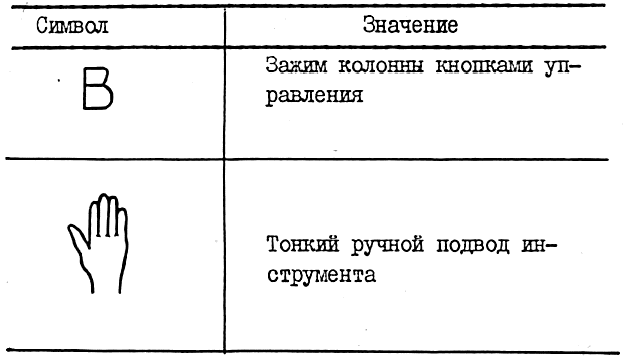 Символ Значение
В Зажим колонны кнопками уп-
равления
Тонкий ручной подвод ин-
струмента